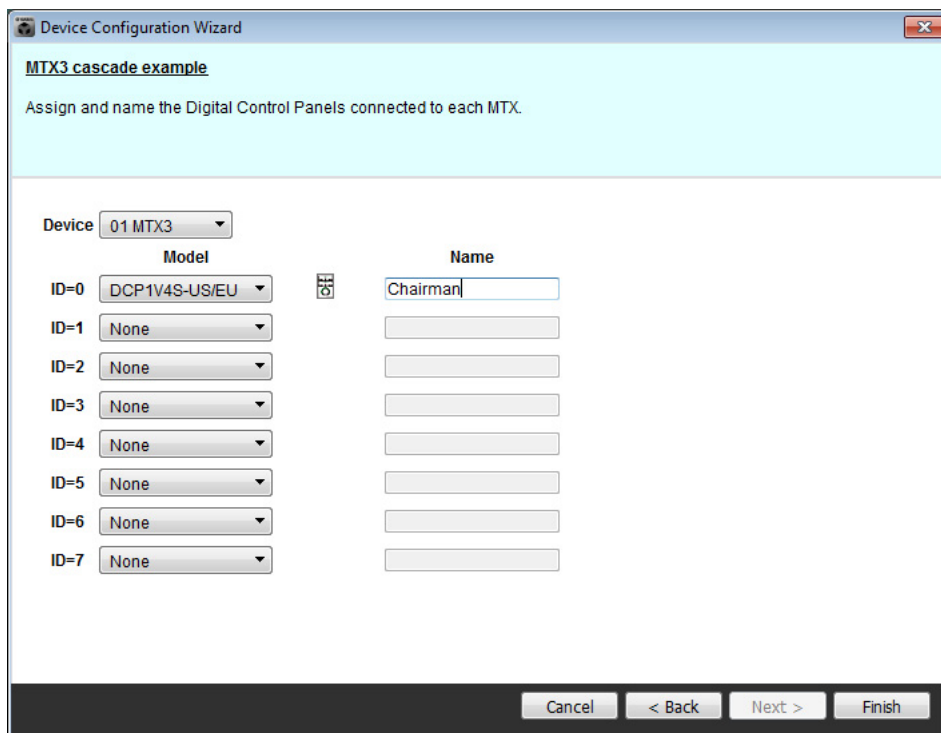 Device Configuration Wizard
MTX3 cascade example
Assign and name the Digital Control Panels connected to each MTX.
Device 01 MTX3
Model Name
ID=0 DCP1V4S-US/EU Chairman
ID=1 None
ID=2 None
ID=3 None
ID=4 None
ID=5 None
ID=6 None
ID=7 None
Cancel < Back Next > Finish